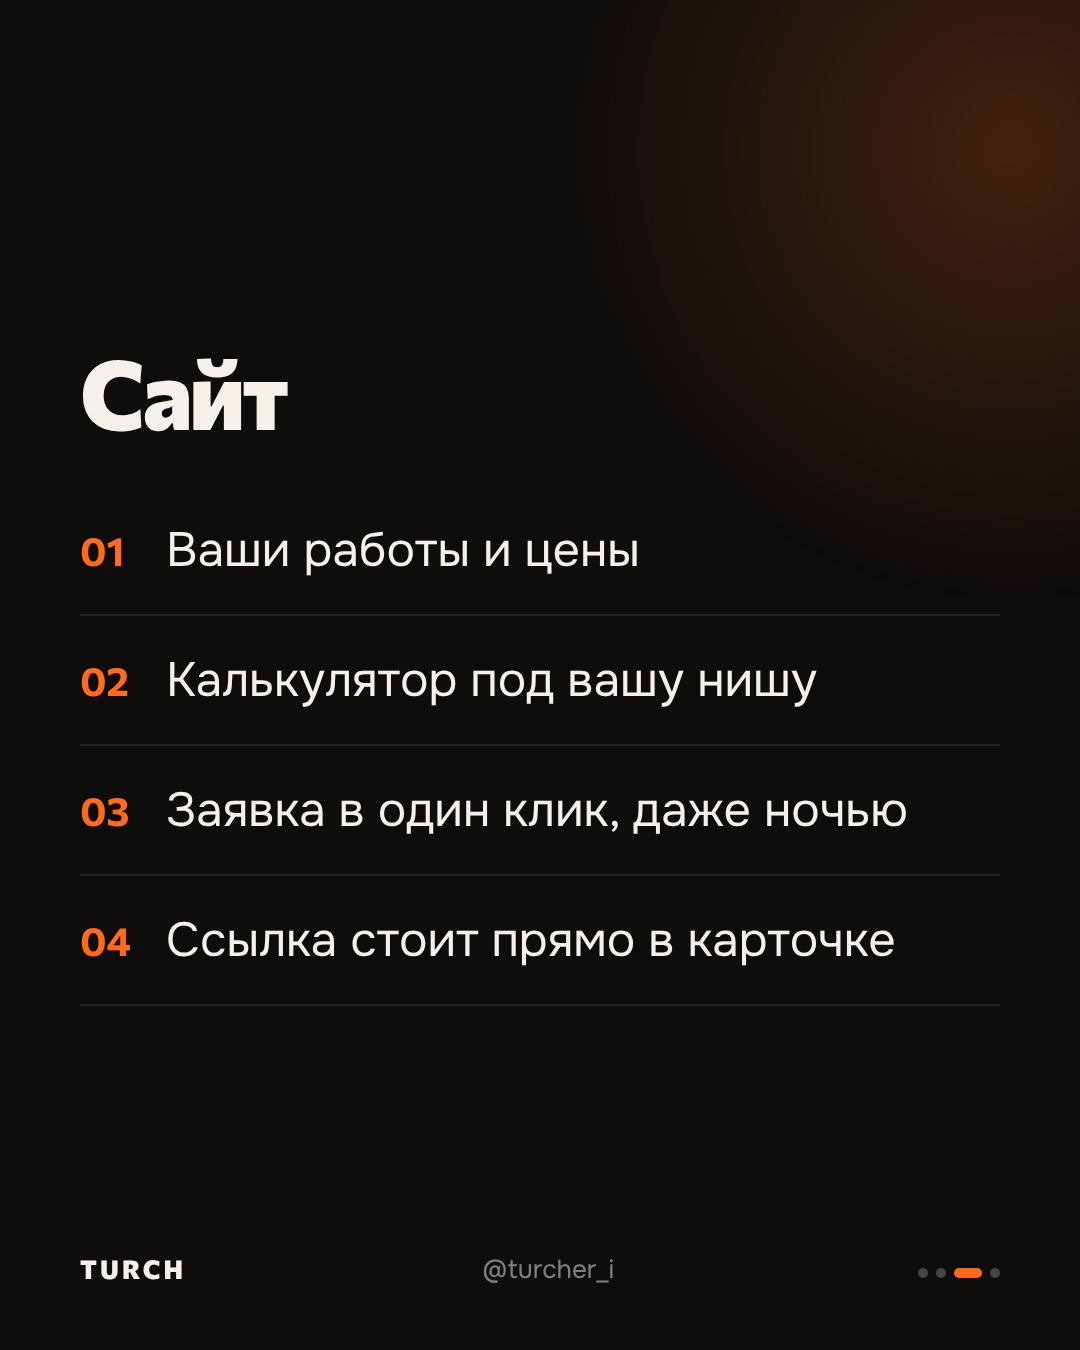 Сайт
01 Ваши работы и цены
02 Калькулятор под вашу нишу
03 Заявка в один клик, даже ночью
04 Ссылка стоит прямо в карточке
TURCH @turcher_i